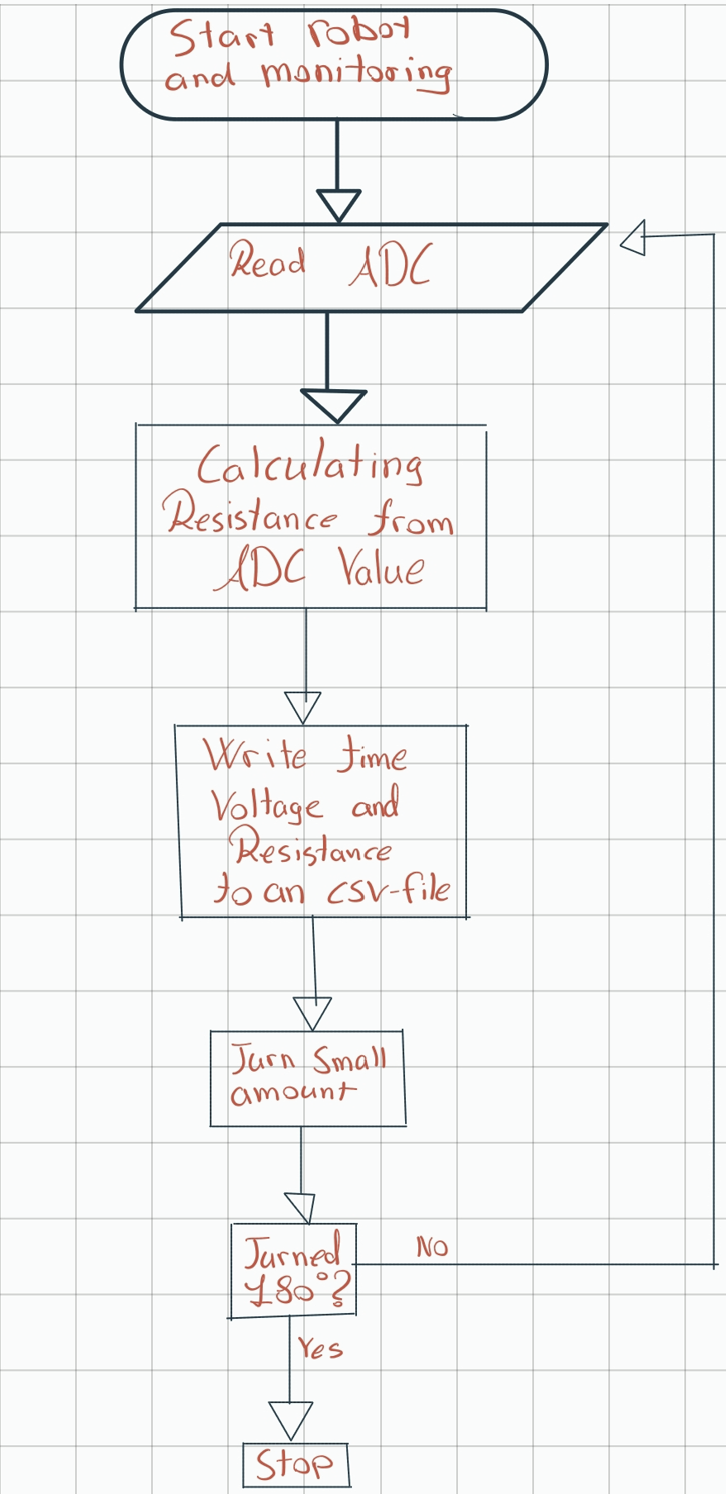 Start robot
and monitoring
Read ADC
Calculating
Resistance from
ADC Value
Write time
Voltage and
Resistance
to an csv-file
Turn Small
amount
Turned
180°?
NO
Yes
Stop